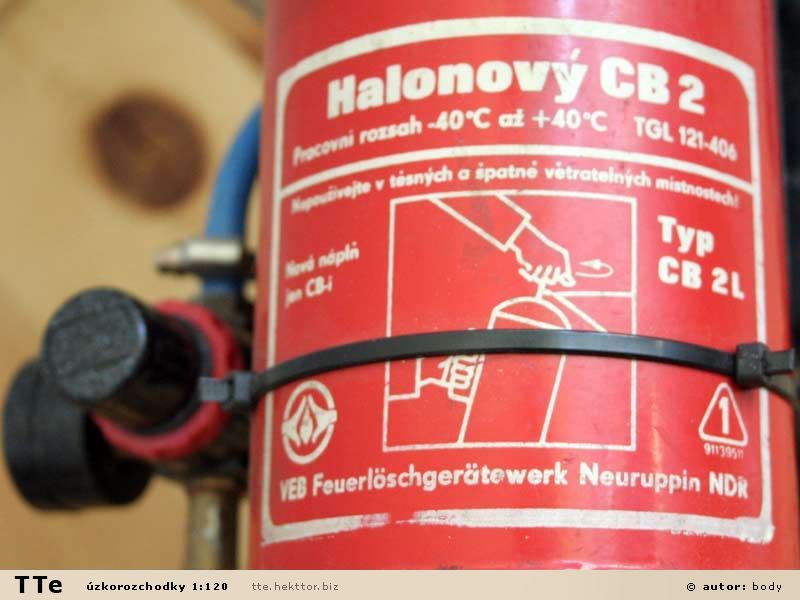 Halonový CB 2
Pracovní rozsah -40°C až +40°C TGL 121-406
Nepoužívejte v těsných a špatně větratelných místnostech!
Nová náplň
jen CB-i
Typ
CB 2L
1
VEB Feuerlöschgerätewerk Neuruppin NDR
TTe úzkorozchodky 1:120 tte.hekttor.biz © autor: body